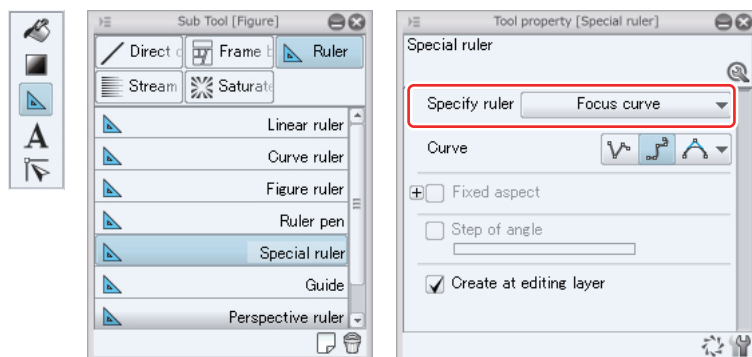 A
Sub Tool [Figure]
Direct
Frame
Ruler
Stream
Saturat
Linear ruler
Curve ruler
Figure ruler
Ruler pen
Special ruler
Guide
Perspective ruler
Tool property [Special ruler]
Special ruler
Specify ruler Focus curve
Curve
Fixed aspect
Step of angle
Create at editing layer